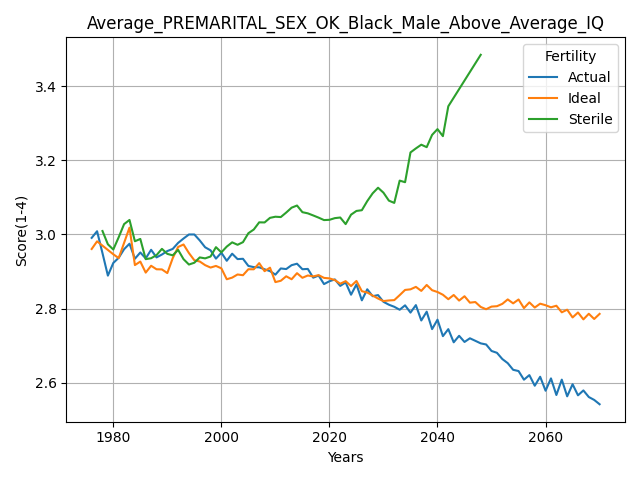 Average_PREMARITAL_SEX_OK_Black_Male_Above_Average_IQ
Score(1-4)
3.4
3.2
3.0
2.8
2.6
Fertility
Actual
Ideal
Sterile
1980 2000 2020 2040 2060
Years